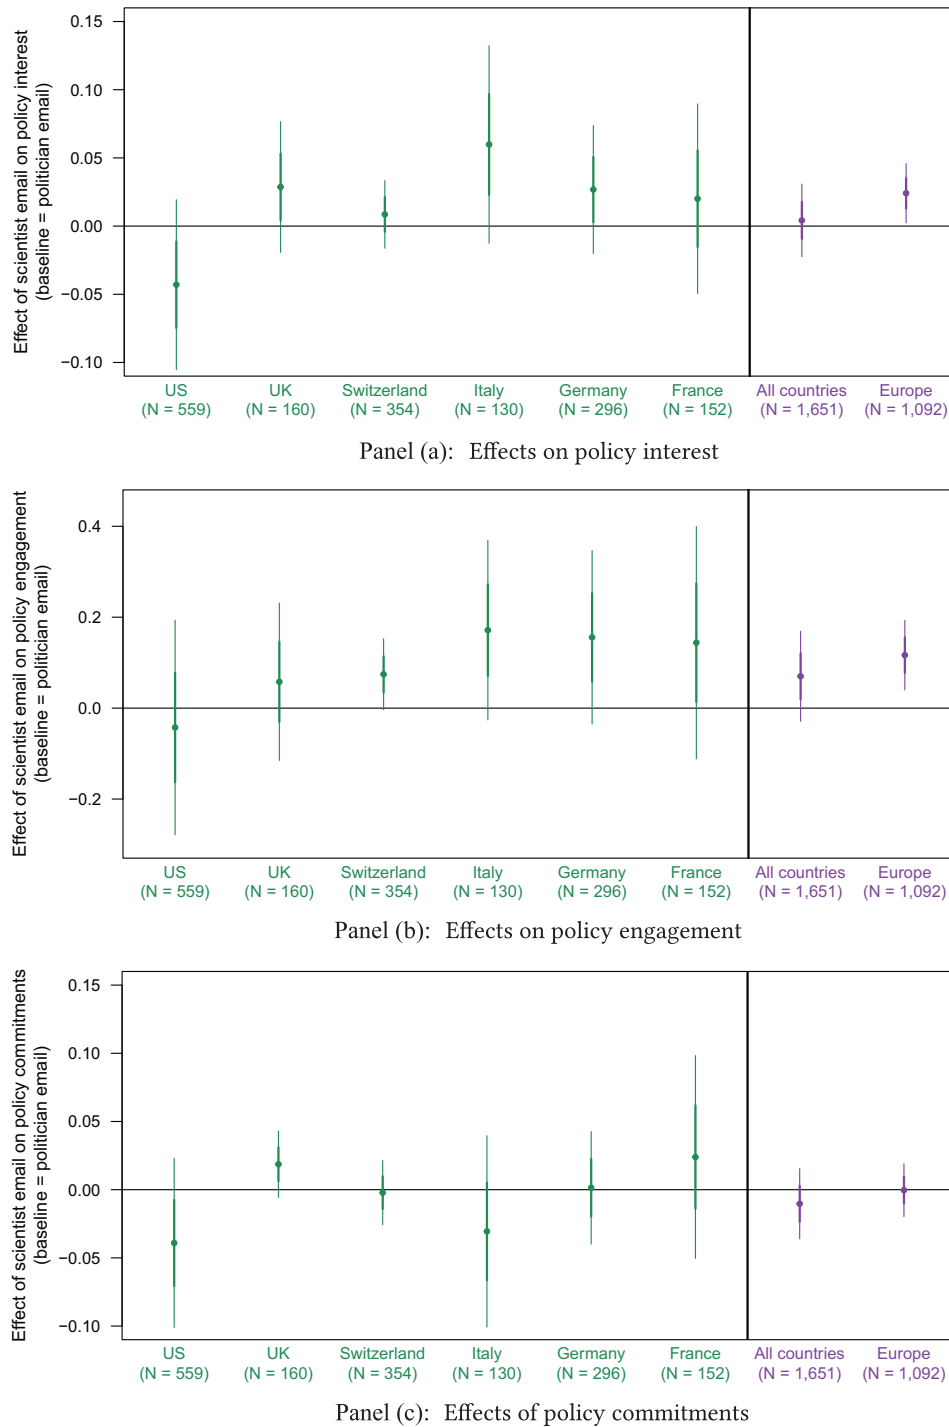 Effect of scientist email on policy interest
(baseline = politician email)
0.15
0.10
0.05
0.00
−0.05
−0.10
US UK Switzerland Italy Germany France All countries Europe
(N = 559) (N = 160) (N = 354) (N = 130) (N = 296) (N = 152) (N = 1,651) (N = 1,092)
Panel (a): Effects on policy interest
Effect of scientist email on policy engagement
(baseline = politician email)
0.4
0.2
0.0
−0.2
US UK Switzerland Italy Germany France All countries Europe
(N = 559) (N = 160) (N = 354) (N = 130) (N = 296) (N = 152) (N = 1,651) (N = 1,092)
Panel (b): Effects on policy engagement
Effect of scientist email on policy commitments
(baseline = politician email)
0.15
0.10
0.05
0.00
−0.05
−0.10
US UK Switzerland Italy Germany France All countries Europe
(N = 559) (N = 160) (N = 354) (N = 130) (N = 296) (N = 152) (N = 1,651) (N = 1,092)
Panel (c): Effects of policy commitments